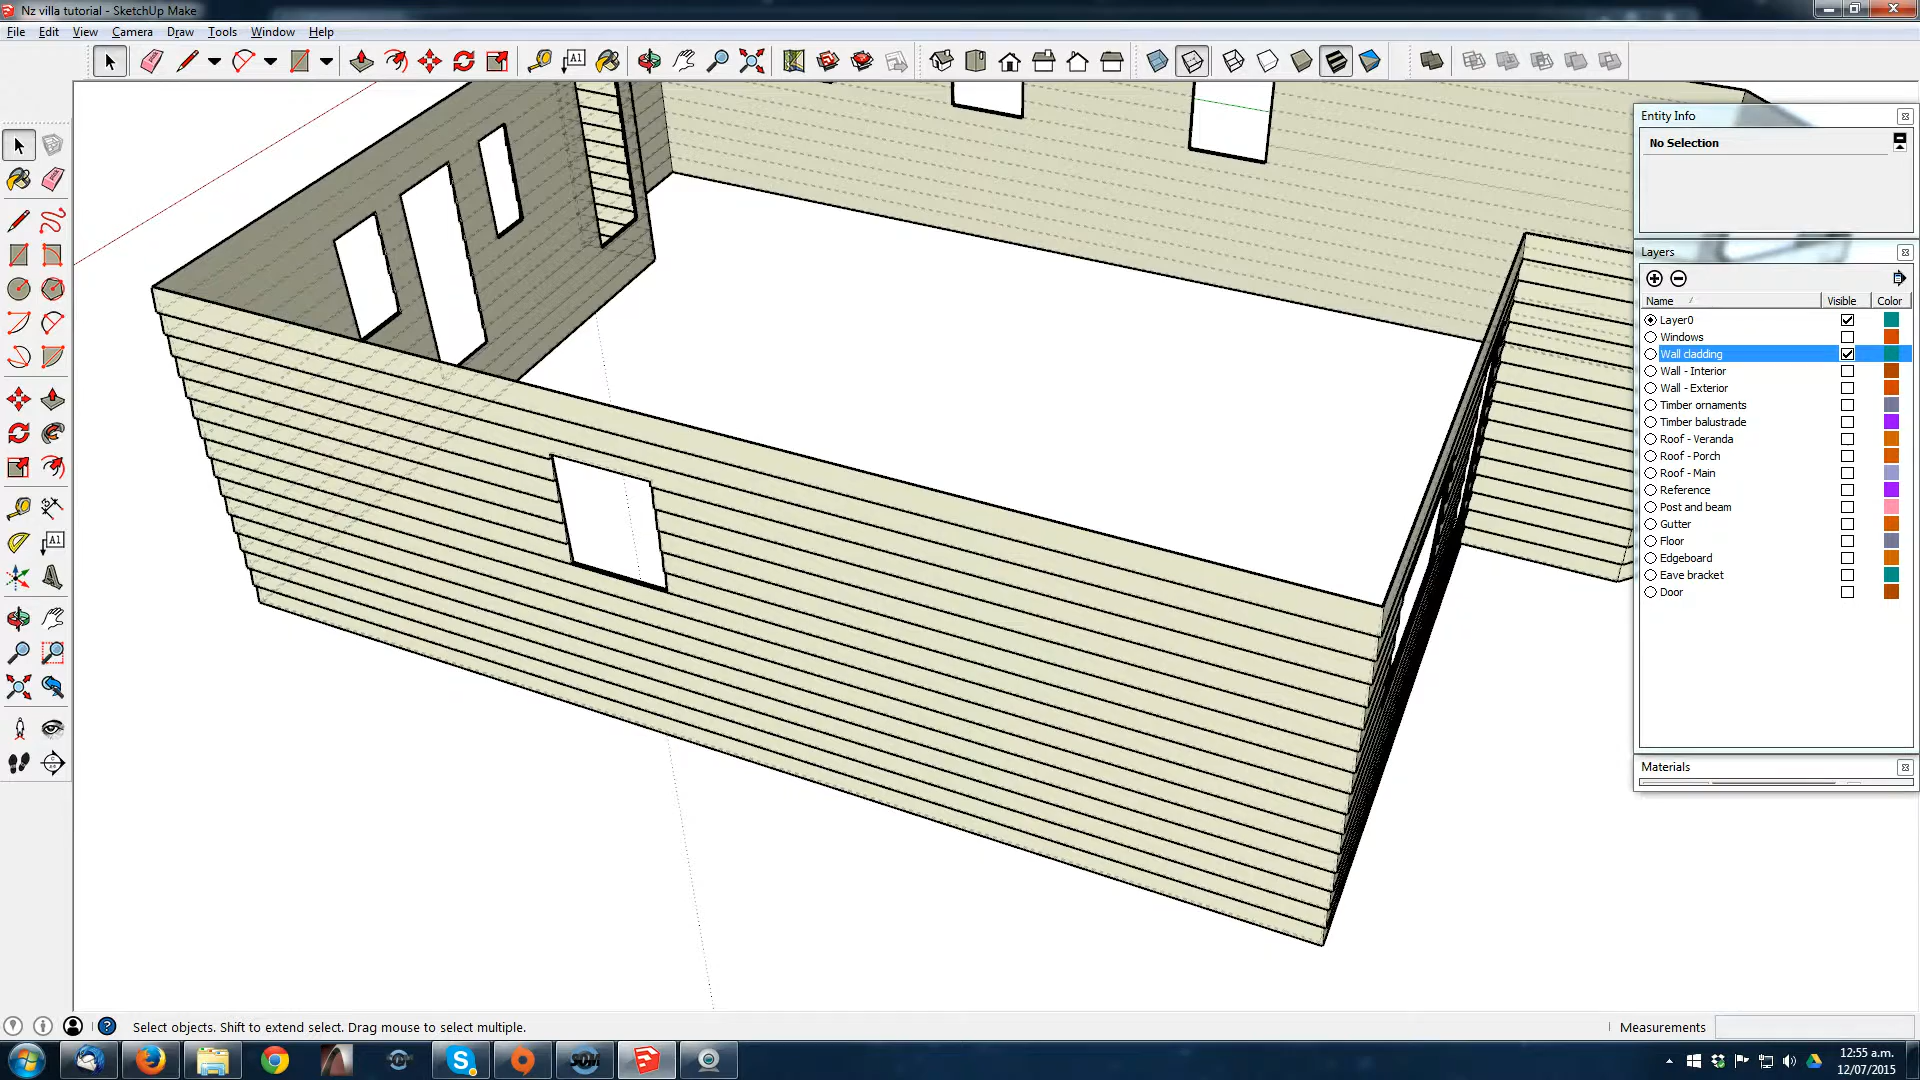 Nz villa tutorial - SketchUp Make
File Edit View Camera Draw Tools Window Help
A1
Entity Info
No Selection
Layers
Name Visible Color
Layer0
Windows
Wall cladding
Wall - Interior
Wall - Exterior
Timber ornaments
Timber balustrade
Roof - Veranda
Roof - Porch
Roof - Main
Reference
Post and beam
Gutter
Floor
Edgeboard
Eave bracket
Door
A1
Materials
Select objects. Shift to extend select. Drag mouse to select multiple.
Measurements
SOM
12:55 a.m.
12/07/2015